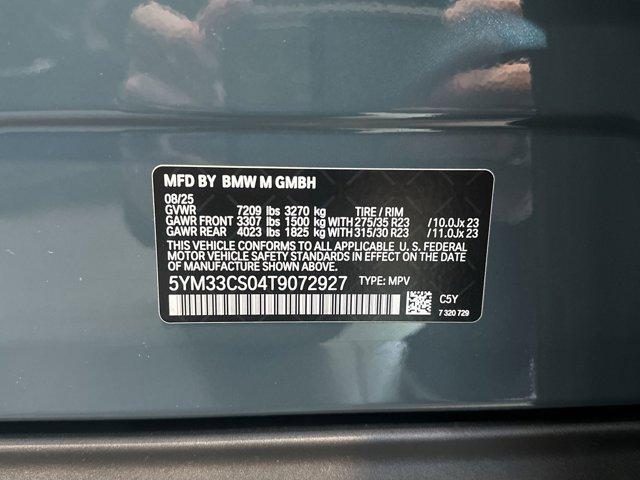 MFD BY BMW M GMBH
08/25
GVWR 7209 lbs 3270 kg TIRE / RIM
GAWR FRONT 3307 lbs 1500 kg WITH 275/35 R23 /10.0Jx 23
GAWR REAR 4023 lbs 1825 kg WITH 315/30 R23 /11.0Jx 23
THIS VEHICLE CONFORMS TO ALL APPLICABLE U.S. FEDERAL
MOTOR VEHICLE SAFETY STANDARDS IN EFFECT ON THE DATE
OF MANUFACTURE SHOWN ABOVE.
5YM33CS04T9072927 TYPE: MPV
C5Y
7 320 729